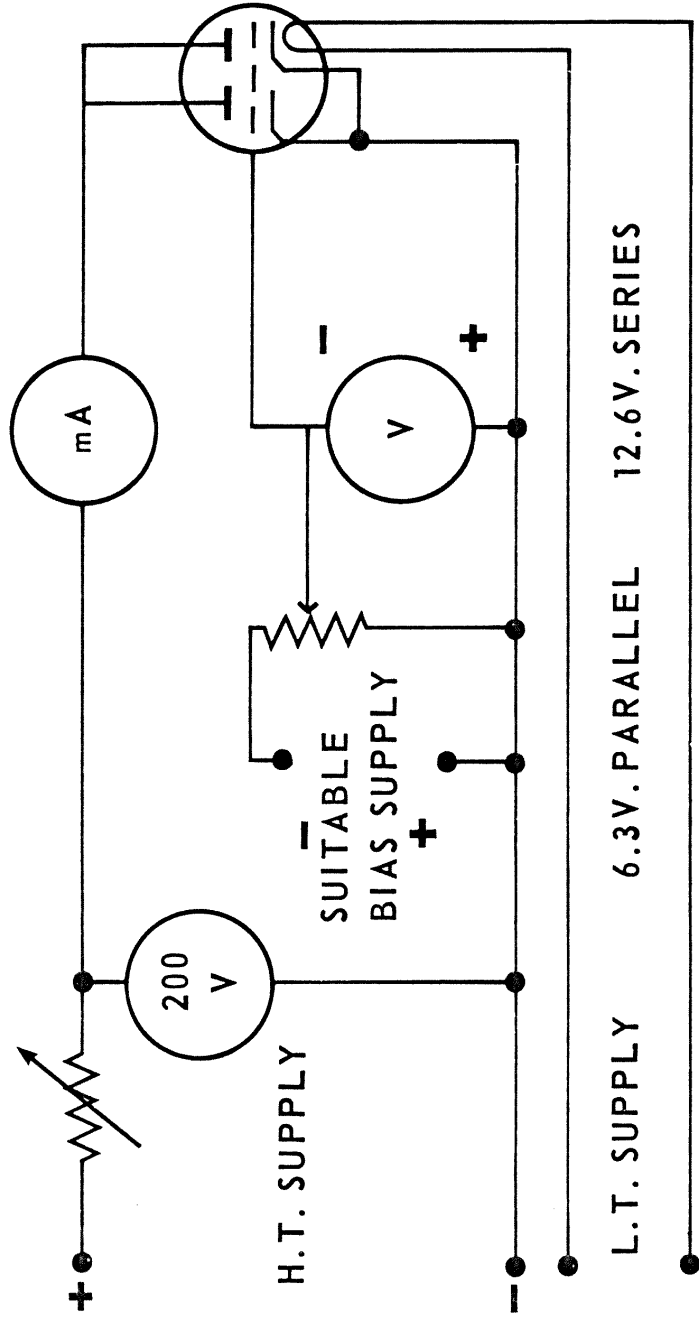 +
200
V
mA
H.T. SUPPLY
−
SUITABLE
BIAS SUPPLY
+
−
V
+
−
L.T. SUPPLY 6.3V. PARALLEL 12.6V. SERIES